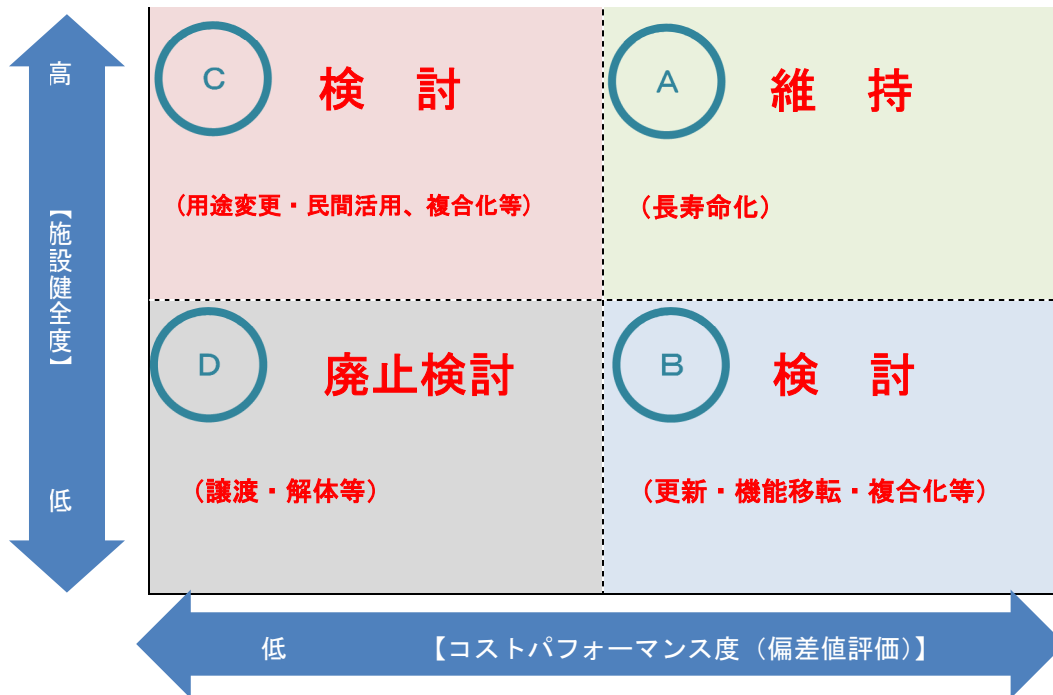 高
【施設健全度】
低
C
検　討
（用途変更・民間活用、複合化等）
A
維　持
（長寿命化）
D
廃止検討
（譲渡・解体等）
B
検　討
（更新・機能移転・複合化等）
低　【コストパフォーマンス度（偏差値評価）】